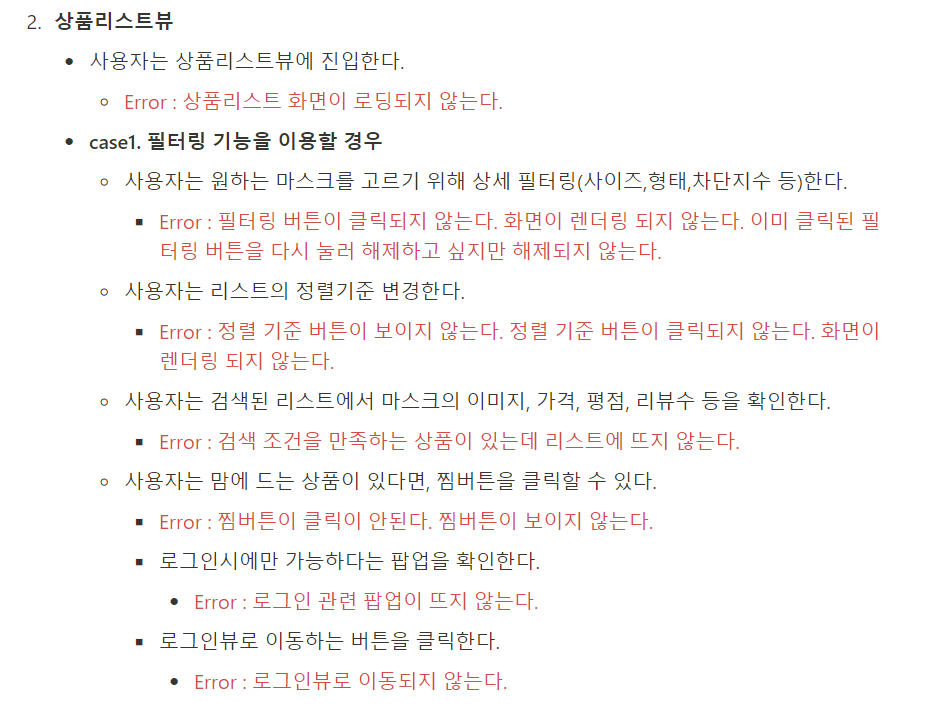 2. 상품리스트뷰
사용자는 상품리스트뷰에 진입한다.
Error : 상품리스트 화면이 로딩되지 않는다.
case1. 필터링 기능을 이용할 경우
사용자는 원하는 마스크를 고르기 위해 상세 필터링(사이즈,형태,차단지수 등)한다.
Error : 필터링 버튼이 클릭되지 않는다. 화면이 렌더링 되지 않는다. 이미 클릭된 필
터링 버튼을 다시 눌러 해제하고 싶지만 해제되지 않는다.
사용자는 리스트의 정렬기준 변경한다.
Error : 정렬 기준 버튼이 보이지 않는다. 정렬 기준 버튼이 클릭되지 않는다. 화면이
렌더링 되지 않는다.
사용자는 검색된 리스트에서 마스크의 이미지, 가격, 평점, 리뷰수 등을 확인한다.
Error : 검색 조건을 만족하는 상품이 있는데 리스트에 뜨지 않는다.
사용자는 맘에 드는 상품이 있다면, 찜버튼을 클릭할 수 있다.
Error : 찜버튼이 클릭이 안된다. 찜버튼이 보이지 않는다.
로그인시에만 가능하다는 팝업을 확인한다.
Error : 로그인 관련 팝업이 뜨지 않는다.
로그인뷰로 이동하는 버튼을 클릭한다.
Error : 로그인뷰로 이동되지 않는다.